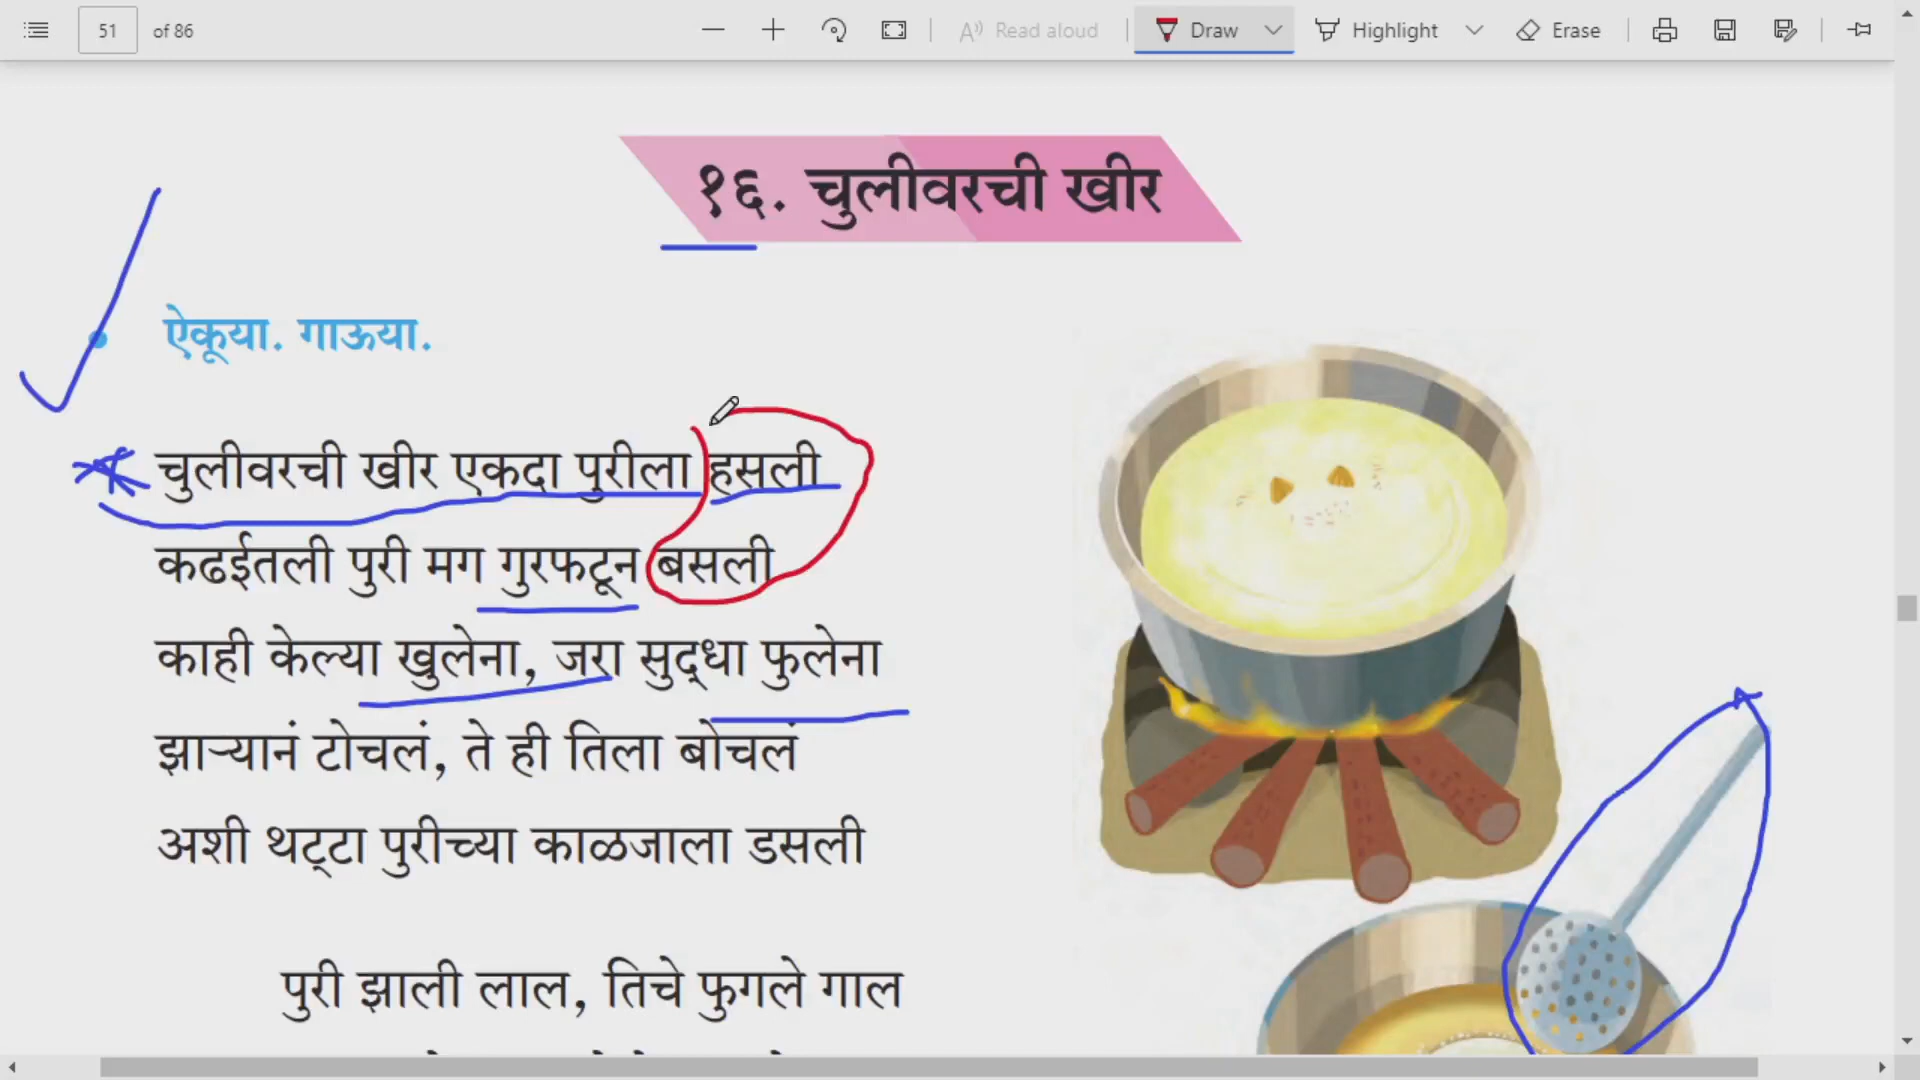 51 of 86 Read aloud Draw Highlight Erase
१६. चुलीवरची खीर
ऐकूया. गाऊया.
चुलीवरची खीर एकदा पुरीला हसली
कढईतली पुरी मग गुरफटून बसली
काही केल्या खुलेना, जरा सुद्धा फुलेना
झाऱ्यानं टोचलं, ते ही तिला बोचलं
अशी थट्टा पुरीच्या काळजाला डसली
पुरी झाली लाल, तिचे फुगले गाल